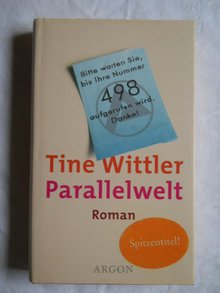 Bitte warten Sie,
bis Ihre Nummer
498
aufgerufen wird.
Danke!
Tine Wittler
Parallelwelt
Roman
Spitzentitel!
ARGON